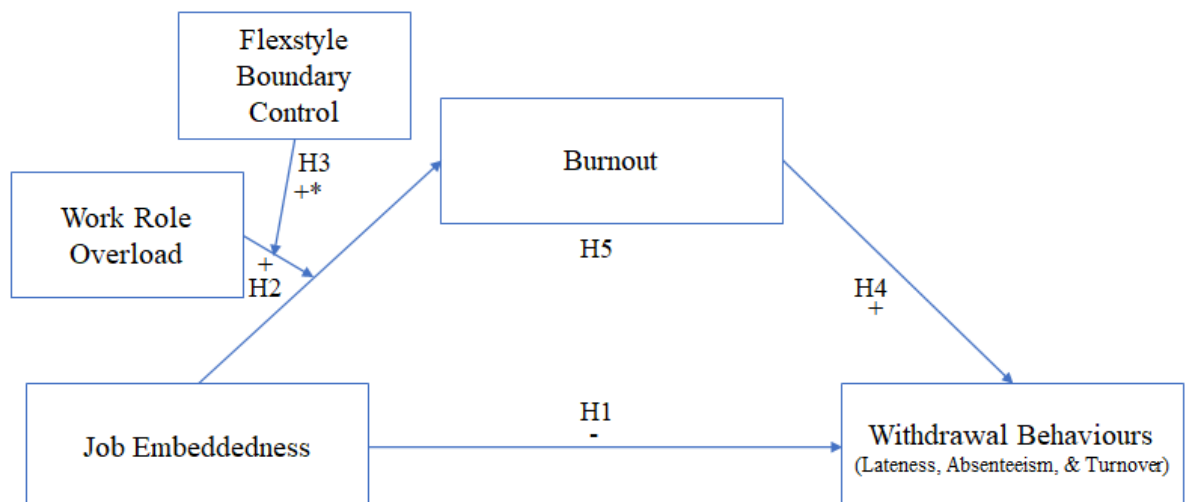 Flexstyle
Boundary
Control
H3
+*
Burnout
Work Role
Overload
+
H2
H5
H4
+
H1
-
Job Embeddedness
Withdrawal Behaviours
(Lateness, Absenteeism, & Turnover)